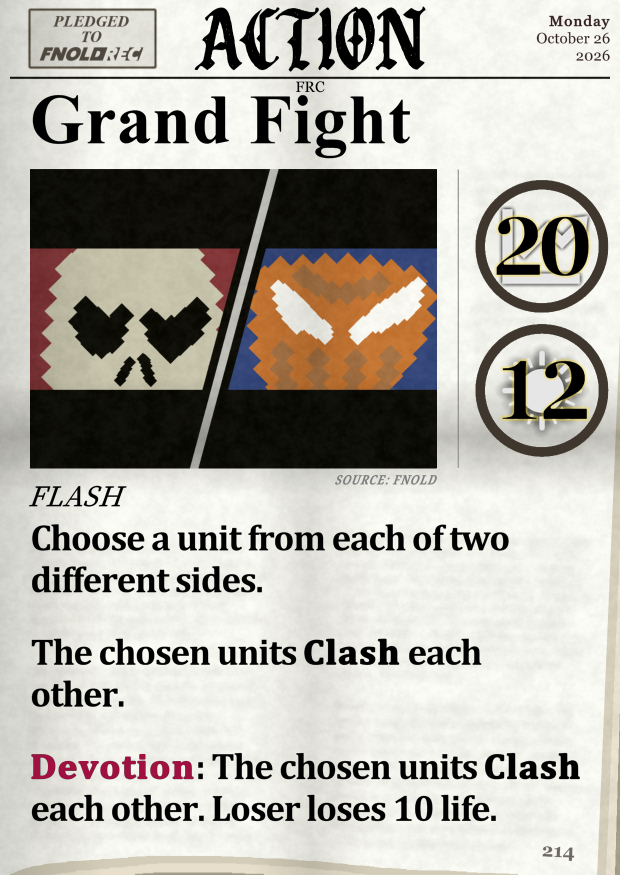 PLEDGED
TO
FNOLD REC
ACTION
Monday
October 26
2026
FRC
Grand Fight
20
12
SOURCE: FNOLD
FLASH
Choose a unit from each of two
different sides.
The chosen units Clash each
other.
Devotion: The chosen units Clash
each other. Loser loses 10 life.
214